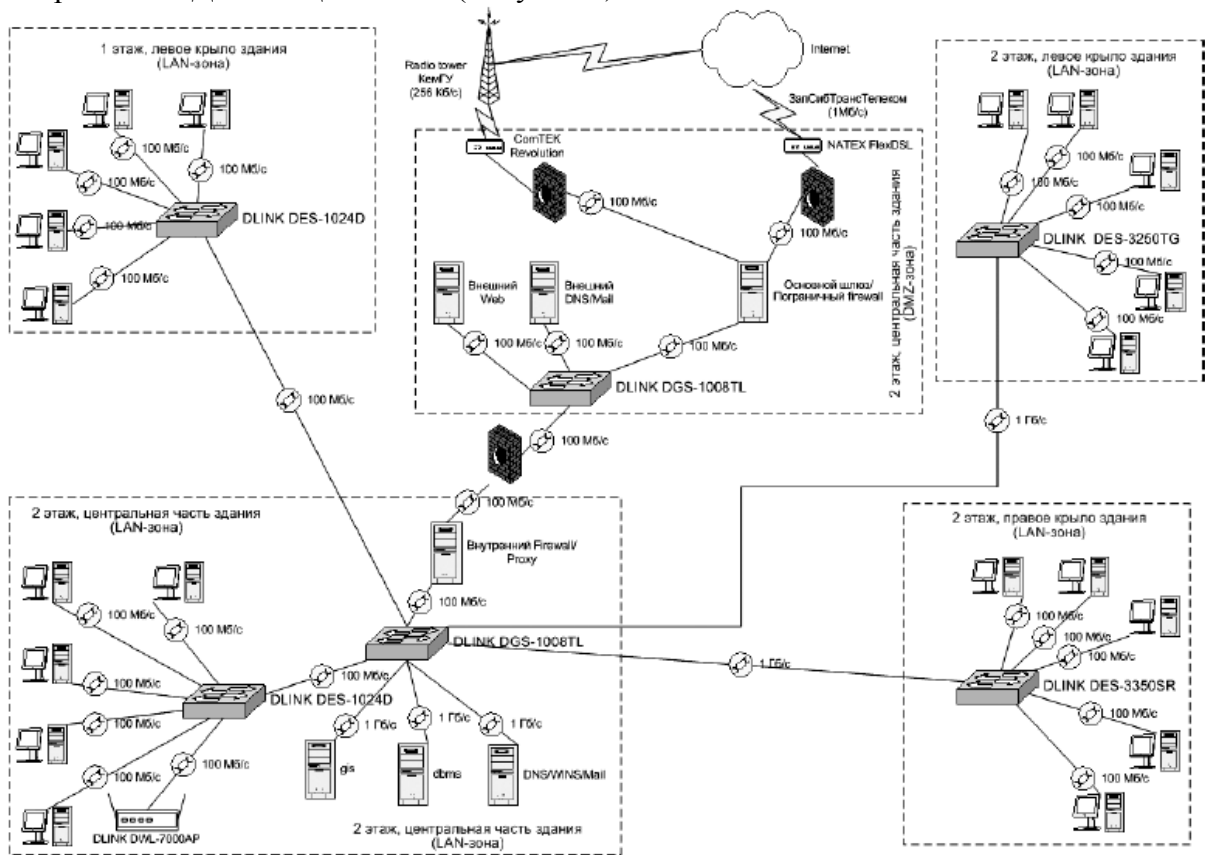 1 этаж, левое крыло здания
(LAN-зона)
100 Мб/с
100 Мб/с
100 Мб/с
100 Мб/с
100 Мб/с
DLINK DES-1024D
100 Мб/с
Radio tower
КемГУ
(256 Кб/с)
Internet
ЗапСибТрансТелеком
(1Мб/с)
ComTEK
Revolution
NATEX FlexDSL
100 Мб/с
100 Мб/с
Внешний
Web
Внешний
DNS/Mail
Основной шлюз/
Пограничный firewall
100 Мб/с
100 Мб/с
100 Мб/с
DLINK DGS-1008TL
2 этаж, центральная часть здания
(DMZ-зона)
2 этаж, левое крыло здания
(LAN-зона)
100 Мб/с
100 Мб/с
100 Мб/с
DLINK DES-3250TG
100 Мб/с
100 Мб/с
1 Гб/с
100 Мб/с
100 Мб/с
Внутренний Firewall/
Proxy
100 Мб/с
2 этаж, центральная часть здания
(LAN-зона)
100 Мб/с
100 Мб/с
DLINK DGS-1008TL
100 Мб/с
100 Мб/с
DLINK DES-1024D
100 Мб/с
100 Мб/с
100 Мб/с
DLINK DWL-7000AP
1 Гб/с
1 Гб/с
1 Гб/с
gis
dbms
DNS/WINS/Mail
2 этаж, центральная часть здания
(LAN-зона)
1 Гб/с
2 этаж, правое крыло здания
(LAN-зона)
100 Мб/с
100 Мб/с
100 Мб/с
DLINK DES-3350SR
100 Мб/с
100 Мб/с